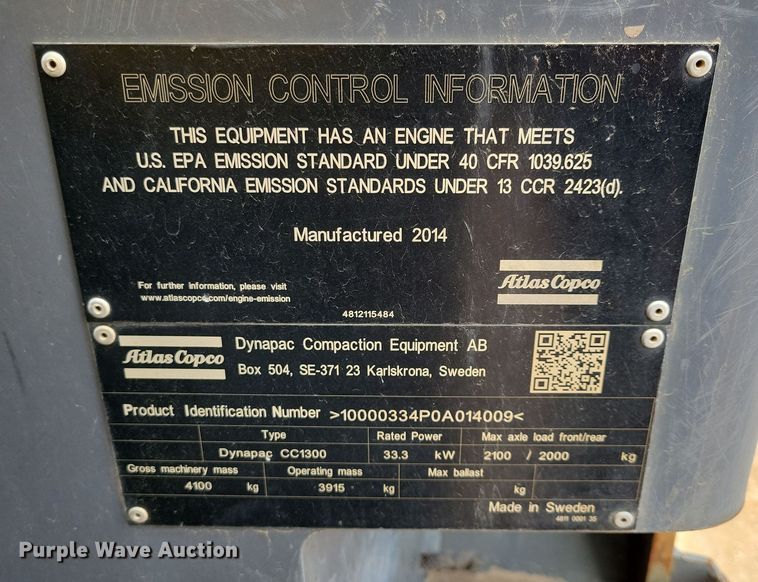 EMISSION CONTROL INFORMATION
THIS EQUIPMENT HAS AN ENGINE THAT MEETS
U.S. EPA EMISSION STANDARD UNDER 40 CFR 1039.625
AND CALIFORNIA EMISSION STANDARDS UNDER 13 CCR 2423(d).
Manufactured 2014
For further information, please visit
www.atlascopco.com/engine-emission
4812115484
Atlas Copco
Atlas Copco
Dynapac Compaction Equipment AB
Box 504, SE-371 23 Karlskrona, Sweden
Product Identification Number >10000334P0A014009<
Type Rated Power Max axle load front/rear
Dynapac CC1300 33.3 kW 2100 / 2000 kg
Gross machinery mass Operating mass Max ballast
4100 kg 3915 kg kg
Made in Sweden
4811 0001 35
Purple Wave Auction